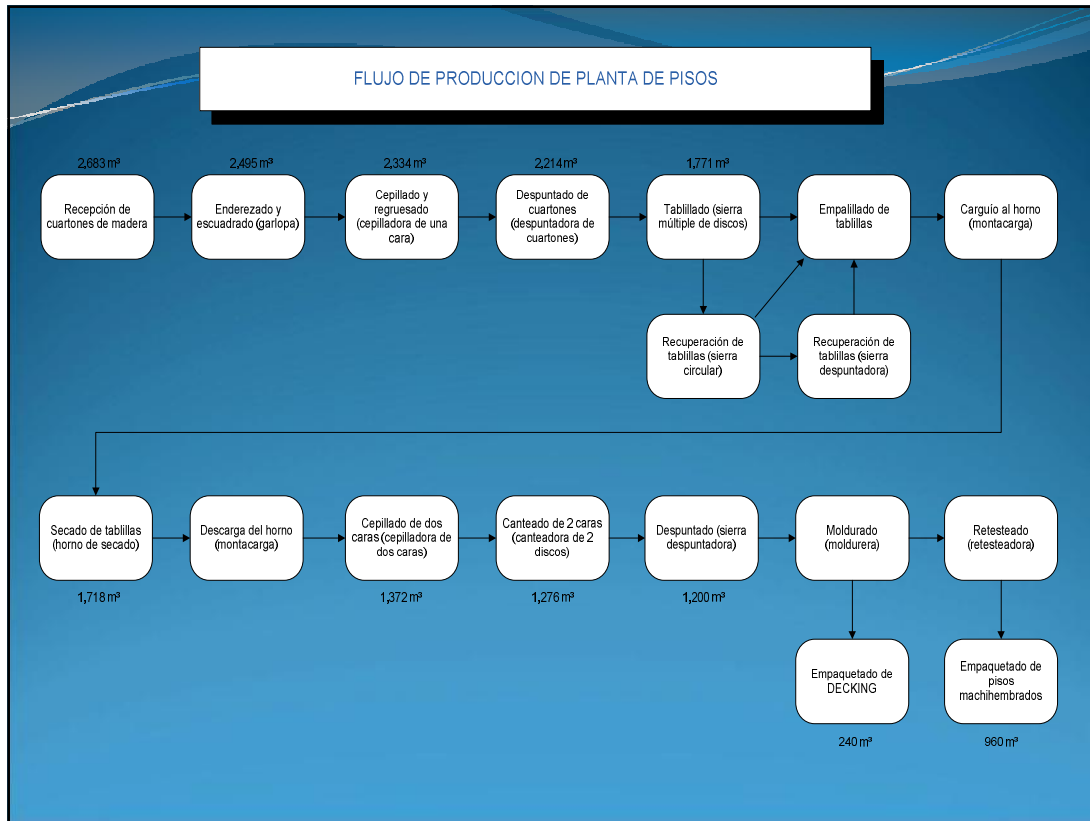 FLUJO DE PRODUCCION DE PLANTA DE PISOS
2,683 m³
2,495 m³
2,334 m³
2,214 m³
1,771 m³
Recepción de
cuartones de madera
Enderezado y
escuadrado (garlopa)
Cepillado y
regruesado
(cepilladora de una
cara)
Despuntado de
cuartones
(despuntadora de
cuartones)
Tablillado (sierra
múltiple de discos)
Empalillado de
tablillas
Carguío al horno
(montacarga)
Recuperación de
tablillas (sierra
circular)
Recuperación de
tablillas (sierra
despuntadora)
Secado de tablillas
(horno de secado)
Descarga del horno
(montacarga)
Cepillado de dos
caras (cepilladora de
dos caras)
Canteado de 2 caras
(canteadora de 2
discos)
Despuntado (sierra
despuntadora)
Moldurado
(moldurera)
Retesteado
(retesteadora)
1,718 m³
1,372 m³
1,276 m³
1,200 m³
Empaquetado de
DECKING
Empaquetado de
pisos
machihembrados
240 m³
960 m³